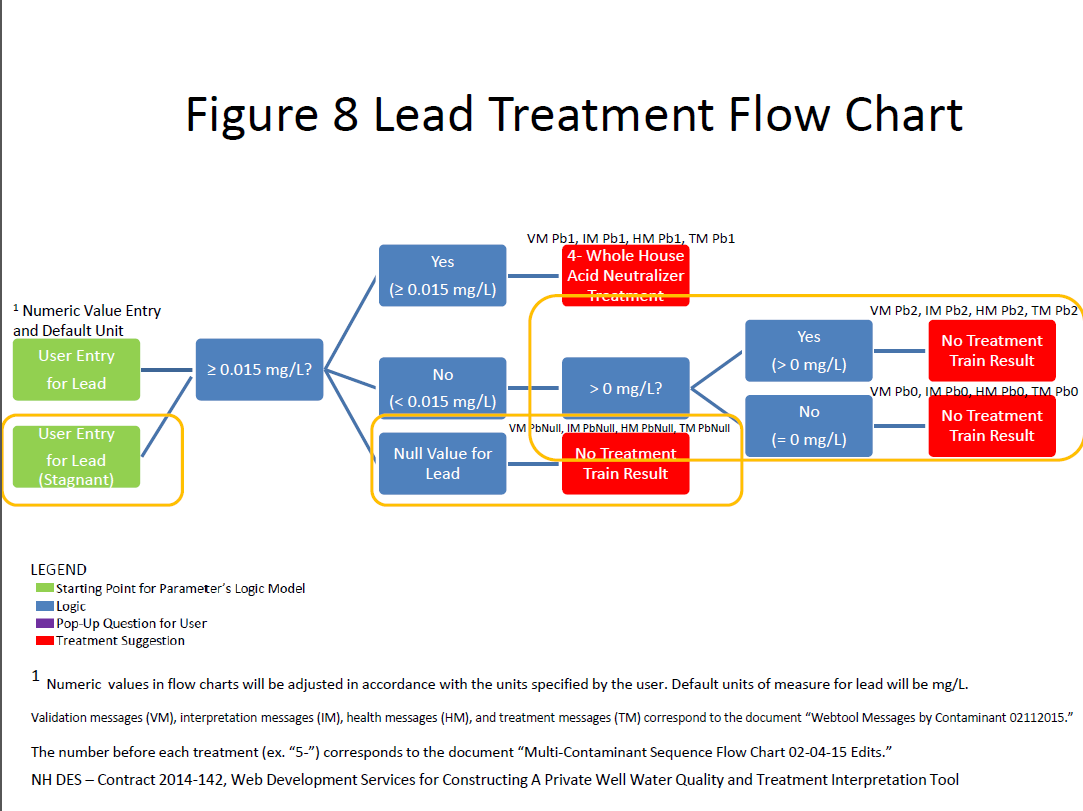 Figure 8 Lead Treatment Flow Chart
VM Pb1, IM Pb1, HM Pb1, TM Pb1
Yes
(≥ 0.015 mg/L)
4- Whole House
Acid Neutralizer
Treatment
1 Numeric Value Entry
and Default Unit
User Entry
for Lead
≥ 0.015 mg/L?
No
(< 0.015 mg/L)
> 0 mg/L?
VM Pb2, IM Pb2, HM Pb2, TM Pb2
Yes
(> 0 mg/L)
No Treatment
Train Result
VM Pb0, IM Pb0, HM Pb0, TM Pb0
No
(= 0 mg/L)
No Treatment
Train Result
User Entry
for Lead
(Stagnant)
VM PbNull, IM PbNull, HM PbNull, TM PbNull
Null Value for
Lead
No Treatment
Train Result
LEGEND
Starting Point for Parameter's Logic Model
Logic
Pop-Up Question for User
Treatment Suggestion
1 Numeric values in flow charts will be adjusted in accordance with the units specified by the user. Default units of measure for lead will be mg/L.
Validation messages (VM), interpretation messages (IM), health messages (HM), and treatment messages (TM) correspond to the document “Webtool Messages by Contaminant 02112015.”
The number before each treatment (ex. “5-”) corresponds to the document “Multi-Contaminant Sequence Flow Chart 02-04-15 Edits.”
NH DES – Contract 2014-142, Web Development Services for Constructing A Private Well Water Quality and Treatment Interpretation Tool